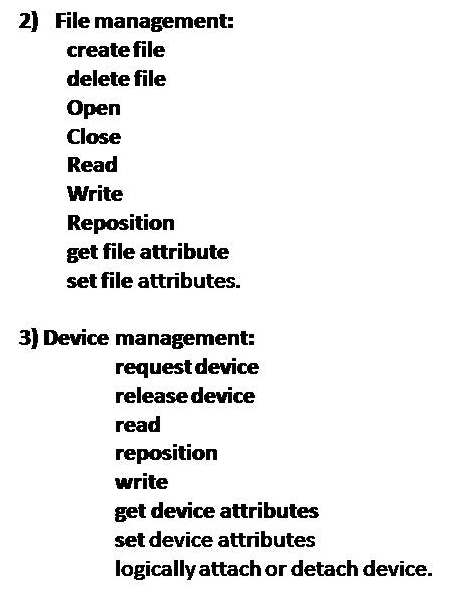 2) File management:
create file
delete file
Open
Close
Read
Write
Reposition
get file attribute
set file attributes.
3) Device management:
request device
release device
read
reposition
write
get device attributes
set device attributes
logically attach or detach device.